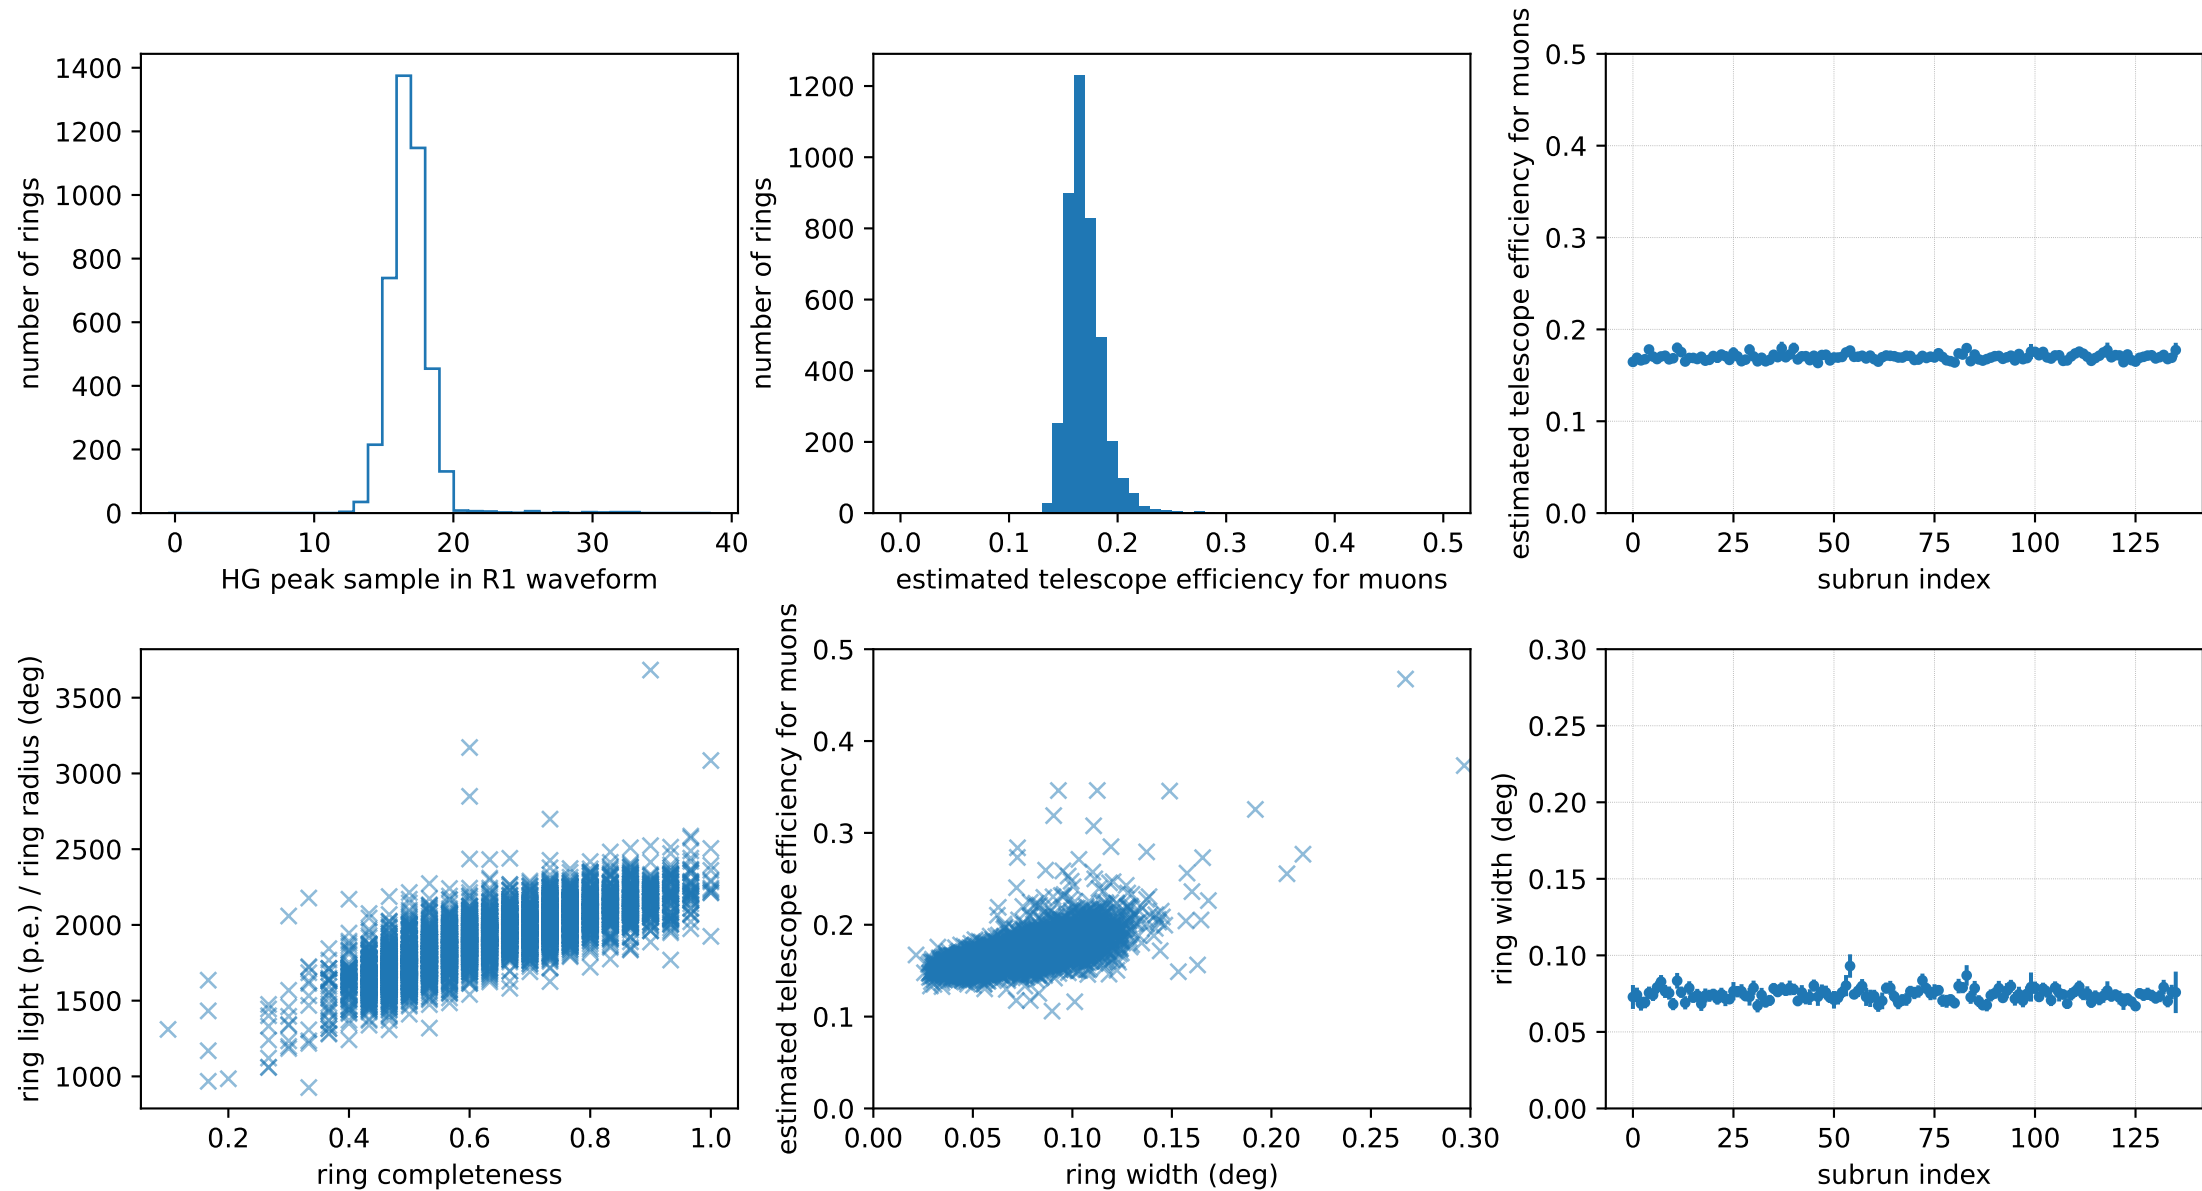 number of rings
1400
1200
1000
800
600
400
200
0
0 10 20 30 40
HG peak sample in R1 waveform
number of rings
1200
1000
800
600
400
200
0
0.0 0.1 0.2 0.3 0.4 0.5
estimated telescope efficiency for muons
estimated telescope efficiency for muons
0.5
0.4
0.3
0.2
0.1
0.0
0 25 50 75 100 125
subrun index
ring light (p.e.) / ring radius (deg)
3500
3000
2500
2000
1500
1000
0.2 0.4 0.6 0.8 1.0
ring completeness
estimated telescope efficiency for muons
0.5
0.4
0.3
0.2
0.1
0.0
0.00 0.05 0.10 0.15 0.20 0.25 0.30
ring width (deg)
ring width (deg)
0.30
0.25
0.20
0.15
0.10
0.05
0.00
0 25 50 75 100 125
subrun index